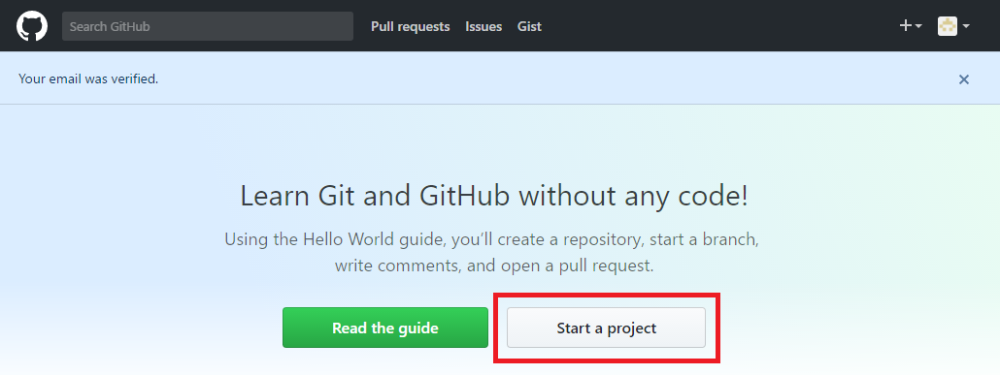 Search GitHub Pull requests Issues Gist
Your email was verified.
Learn Git and GitHub without any code!
Using the Hello World guide, you’ll create a repository, start a branch,
write comments, and open a pull request.
Read the guide Start a project